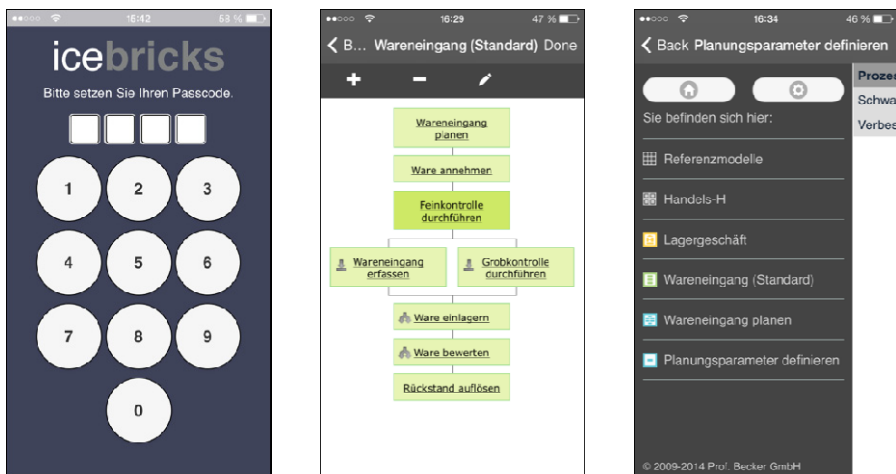 16:42
58 %
icebricks
Bitte setzen Sie Ihren Passcode.
1 2 3
4 5 6
7 8 9
0
16:29
47 %
B... Wareneingang (Standard) Done
Wareneingang
planen
Ware annehmen
Feinkontrolle
durchführen
Wareneingang
erfassen
Grobkontrolle
durchführen
Ware einlagern
Ware bewerten
Rückstand auflösen
16:34
46 %
Back Planungsparameter definieren
Sie befinden sich hier:
Referenzmodelle
Handels-H
Lagergeschäft
Wareneingang (Standard)
Wareneingang planen
Planungsparameter definieren
Prozes
Schwa
Verbes
© 2009-2014 Prof. Becker GmbH